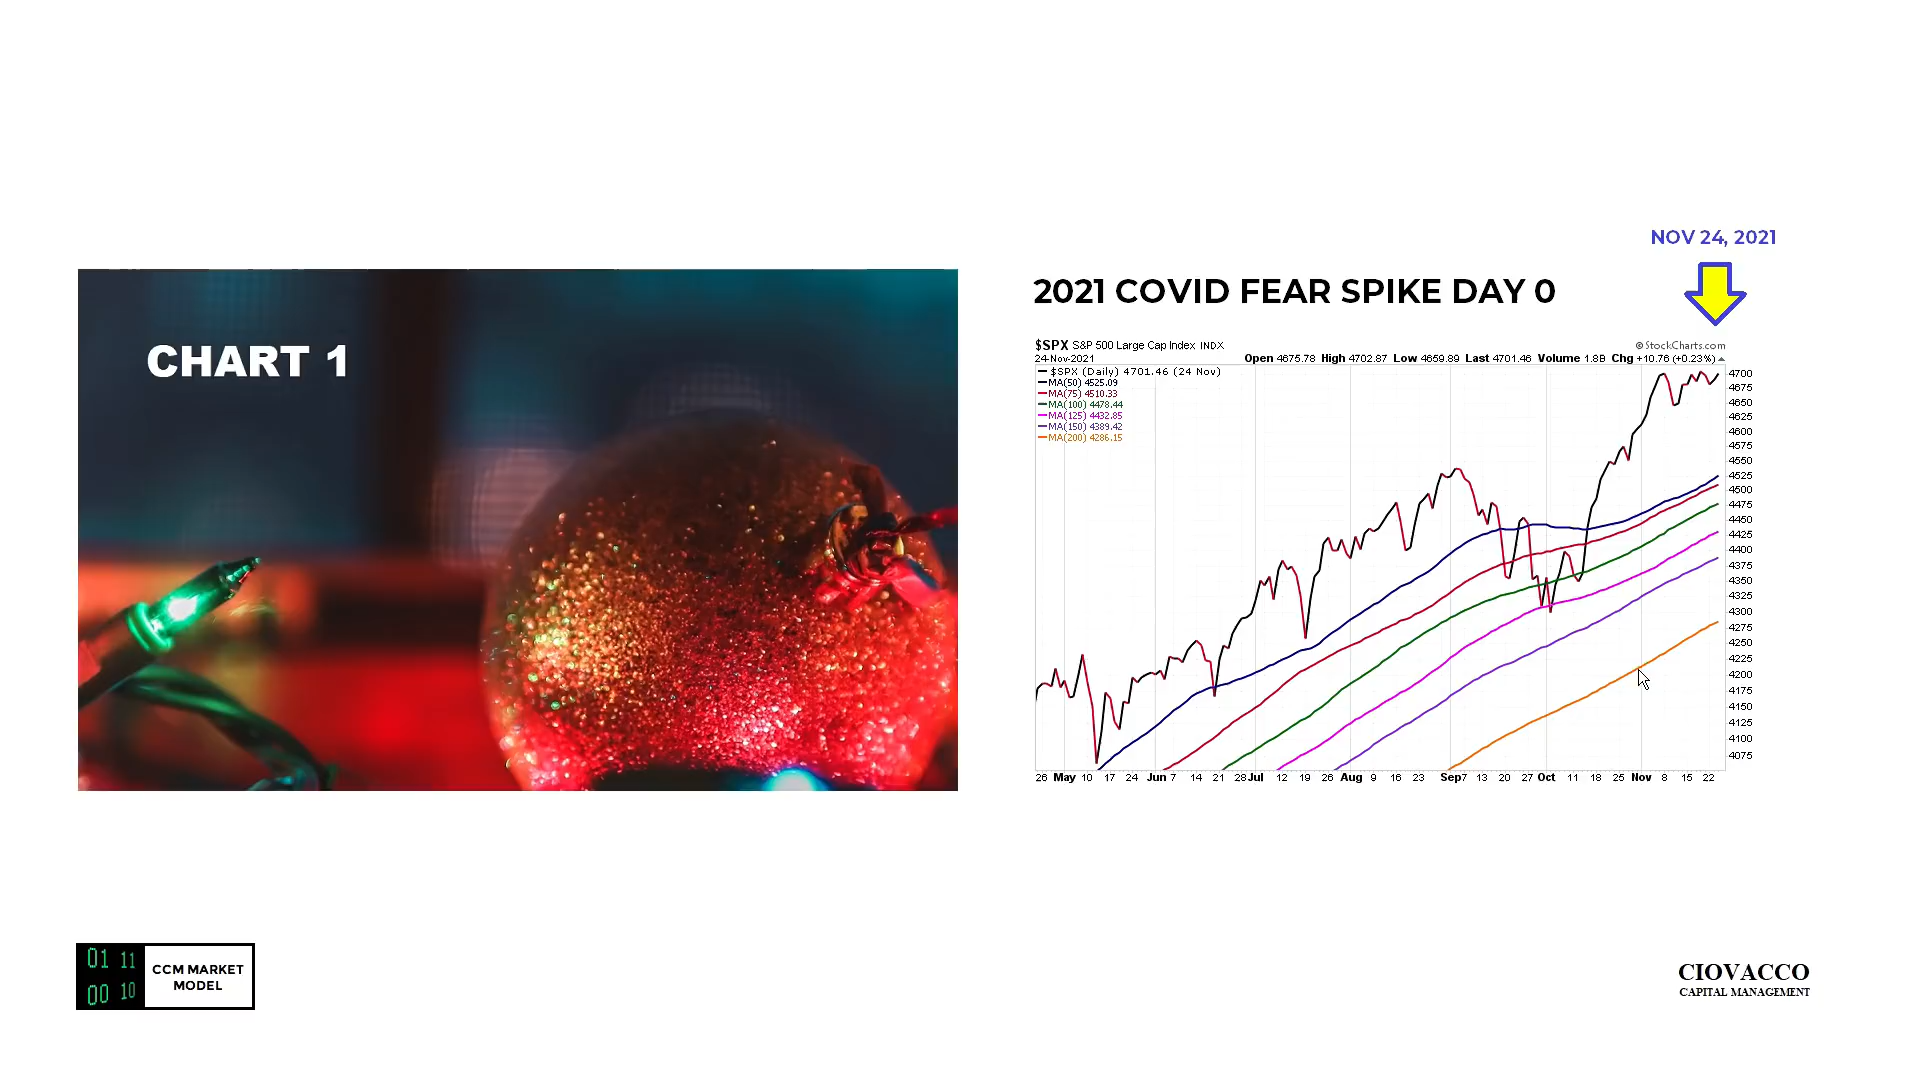 CHART 1
NOV 24, 2021
2021 COVID FEAR SPIKE DAY 0
$SPX S&P 500 Large Cap Index INDX
© StockCharts.com
24-Nov-2021
Open 4675.78 High 4702.87 Low 4659.89 Last 4701.46 Volume 1.8B Chg +10.76 (+0.23%)
$SPX (Daily) 4701.46 (24 Nov)
MA(50) 4525.09
MA(75) 4510.33
MA(100) 4478.44
MA(125) 4432.85
MA(150) 4389.42
MA(200) 4286.15
4700
4675
4650
4625
4600
4575
4550
4525
4500
4475
4450
4425
4400
4375
4350
4325
4300
4275
4250
4225
4200
4175
4150
4125
4100
4075
26 May 10 17 24 Jun 7 14 21 28 Jul 12 19 26 Aug 9 16 23 Sep 7 13 20 27 Oct 11 18 25 Nov 8 15 22
01 11
00 10
CCM MARKET
MODEL
CIOVACCO
CAPITAL MANAGEMENT